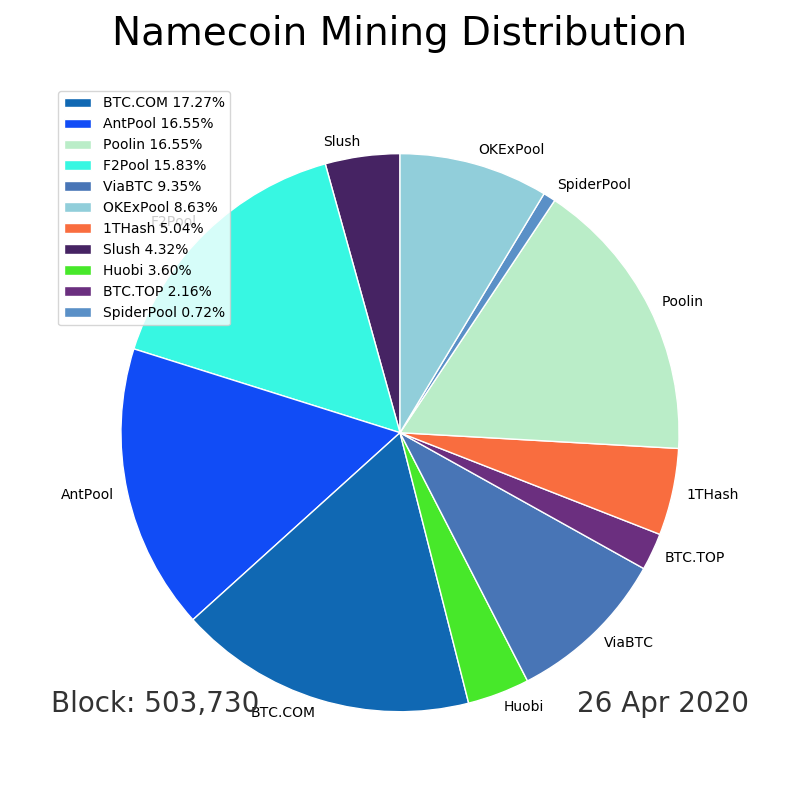 Namecoin Mining Distribution
BTC.COM 17.27%
AntPool 16.55%
Poolin 16.55%
F2Pool 15.83%
ViaBTC 9.35%
OKExPool 8.63%
1THash 5.04%
Slush 4.32%
Huobi 3.60%
BTC.TOP 2.16%
SpiderPool 0.72%
Slush
OKExPool
SpiderPool
F2Pool
Poolin
AntPool
1THash
BTC.TOP
ViaBTC
Huobi
BTC.COM
Block: 503,730
26 Apr 2020